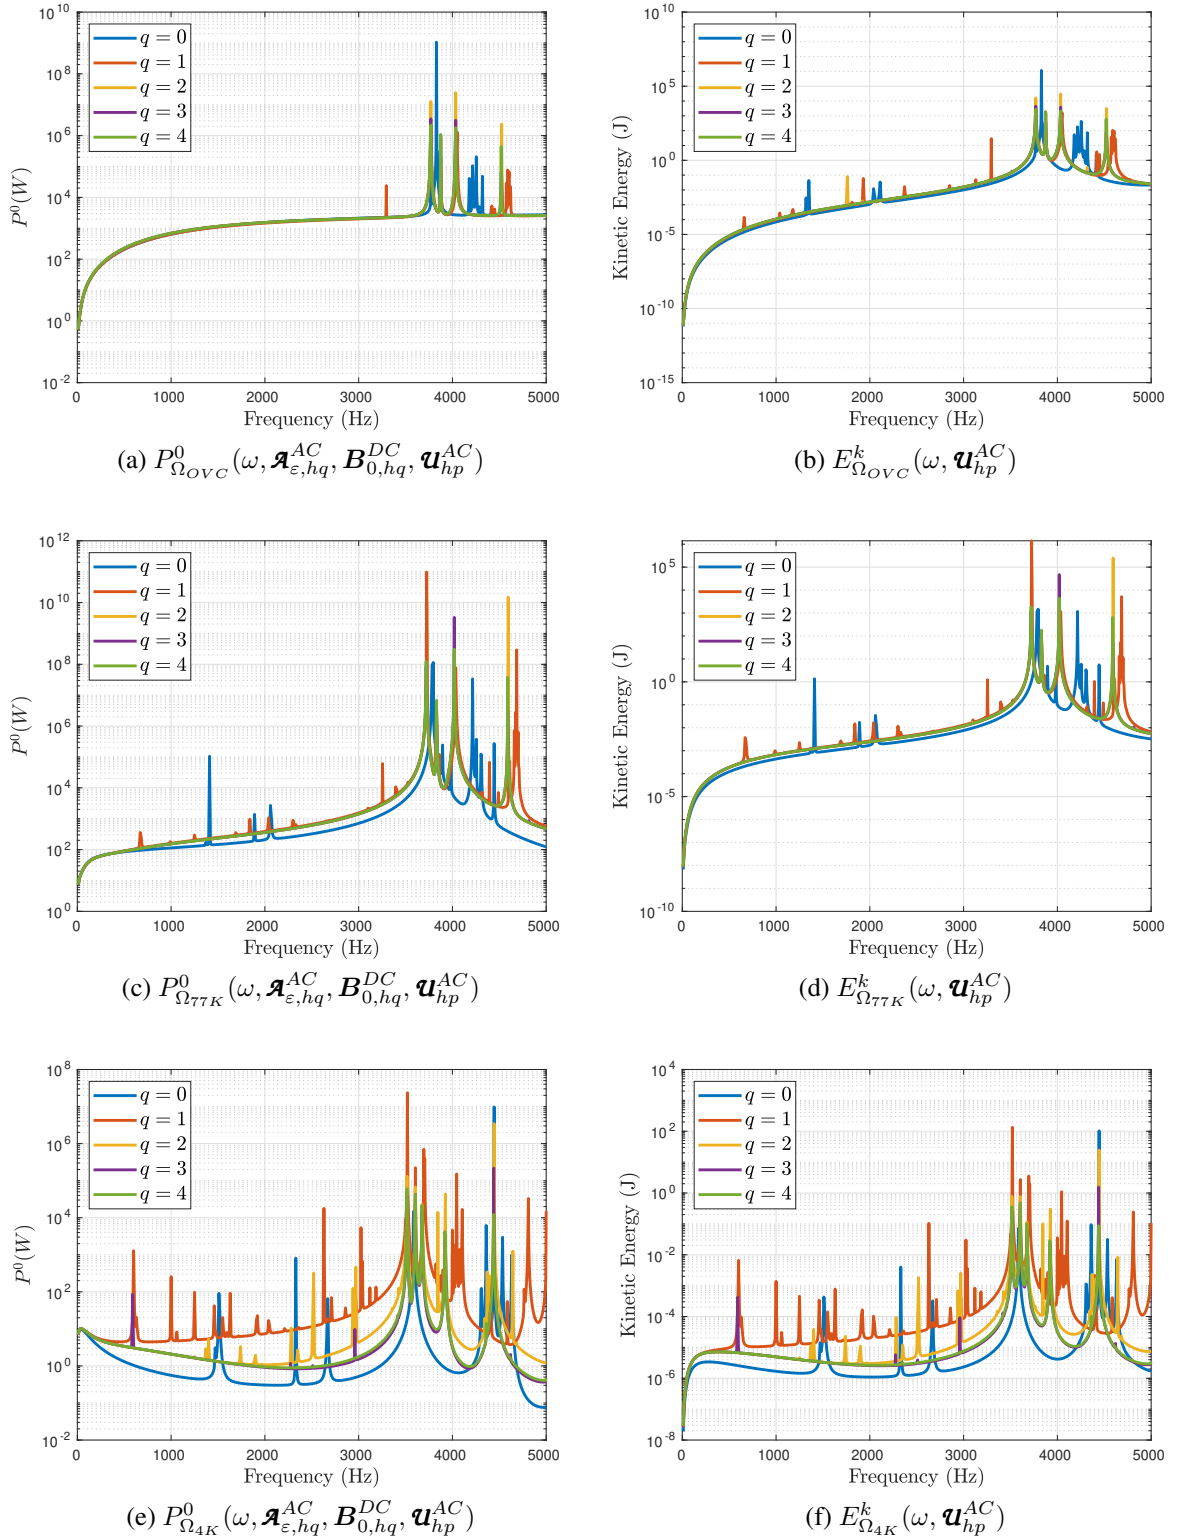 10^10
10^8
10^6
10^4
10^2
10^0
10^-2
P^0(W)
q = 0
q = 1
q = 2
q = 3
q = 4
0 1000 2000 3000 4000 5000
Frequency (Hz)
(a) P^0_{Ω_{OVC}}(ω, 𝓐^{AC}_{ε,hq}, B^{DC}_{0,hq}, 𝓤^{AC}_{hp})
10^10
10^5
10^0
10^-5
10^-10
10^-15
Kinetic Energy (J)
q = 0
q = 1
q = 2
q = 3
q = 4
0 1000 2000 3000 4000 5000
Frequency (Hz)
(b) E^k_{Ω_{OVC}}(ω, 𝓤^{AC}_{hp})
10^12
10^10
10^8
10^6
10^4
10^2
10^0
P^0(W)
q = 0
q = 1
q = 2
q = 3
q = 4
0 1000 2000 3000 4000 5000
Frequency (Hz)
(c) P^0_{Ω_{77K}}(ω, 𝓐^{AC}_{ε,hq}, B^{DC}_{0,hq}, 𝓤^{AC}_{hp})
10^5
10^0
10^-5
10^-10
Kinetic Energy (J)
q = 0
q = 1
q = 2
q = 3
q = 4
0 1000 2000 3000 4000 5000
Frequency (Hz)
(d) E^k_{Ω_{77K}}(ω, 𝓤^{AC}_{hp})
10^8
10^6
10^4
10^2
10^0
10^-2
P^0(W)
q = 0
q = 1
q = 2
q = 3
q = 4
0 1000 2000 3000 4000 5000
Frequency (Hz)
(e) P^0_{Ω_{4K}}(ω, 𝓐^{AC}_{ε,hq}, B^{DC}_{0,hq}, 𝓤^{AC}_{hp})
10^4
10^2
10^0
10^-2
10^-4
10^-6
10^-8
Kinetic Energy (J)
q = 0
q = 1
q = 2
q = 3
q = 4
0 1000 2000 3000 4000 5000
Frequency (Hz)
(f) E^k_{Ω_{4K}}(ω, 𝓤^{AC}_{hp})